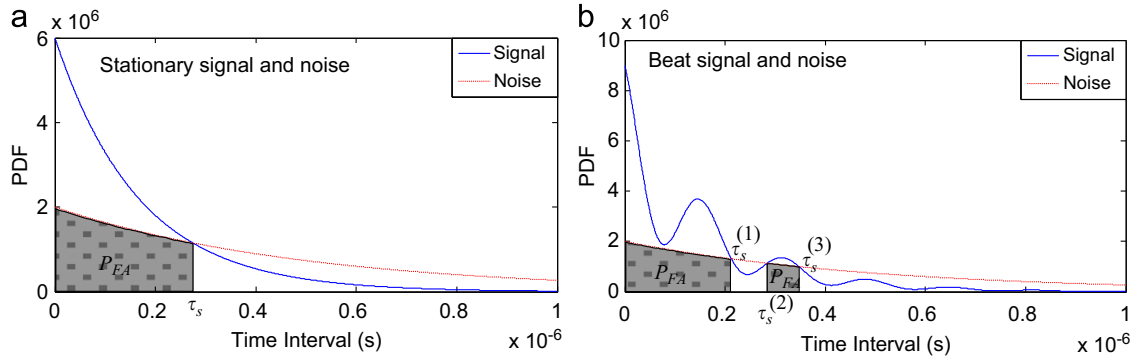 a
x 10^6
Stationary signal and noise
Signal
Noise
PDF
6
4
2
0
P_FA
τ_s
0 0.2 0.4 0.6 0.8 1
Time Interval (s)
x 10^-6
b
x 10^6
Beat signal and noise
Signal
Noise
PDF
10
8
6
4
2
0
P_FA
P_FA
τ_s^(1)
τ_s^(3)
τ_s^(2)
0 0.2 0.4 0.6 0.8 1
Time Interval (s)
x 10^-6